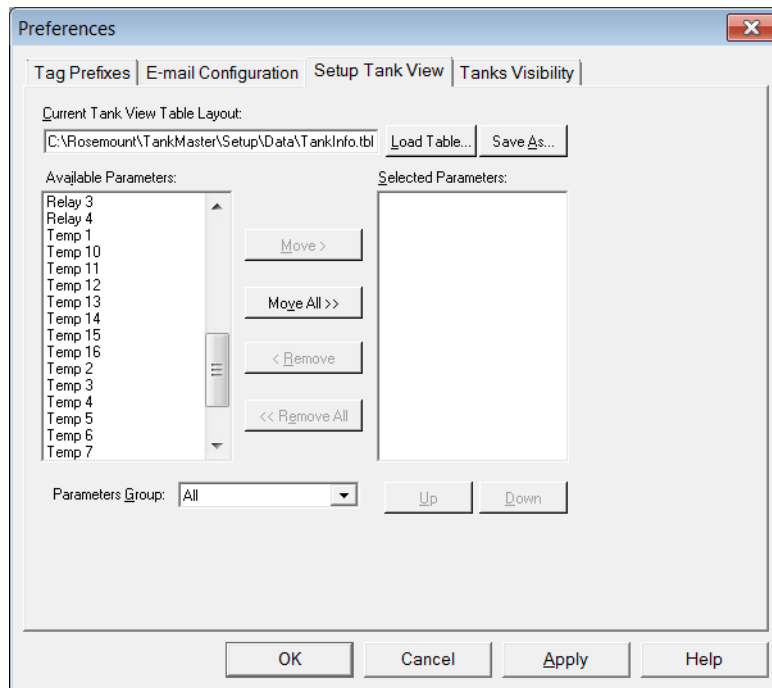 Preferences
Tag Prefixes E-mail Configuration Setup Tank View Tanks Visibility
Current Tank View Table Layout:
C:\Rosemount\TankMaster\Setup\Data\TankInfo.tbl Load Table... Save As...
Available Parameters: Selected Parameters:
Relay 3
Relay 4
Temp 1
Temp 10
Temp 11
Temp 12
Temp 13
Temp 14
Temp 15
Temp 16
Temp 2
Temp 3
Temp 4
Temp 5
Temp 6
Temp 7
Move >
Move All >>
< Remove
<< Remove All
Parameters Group: All Up Down
OK Cancel Apply Help